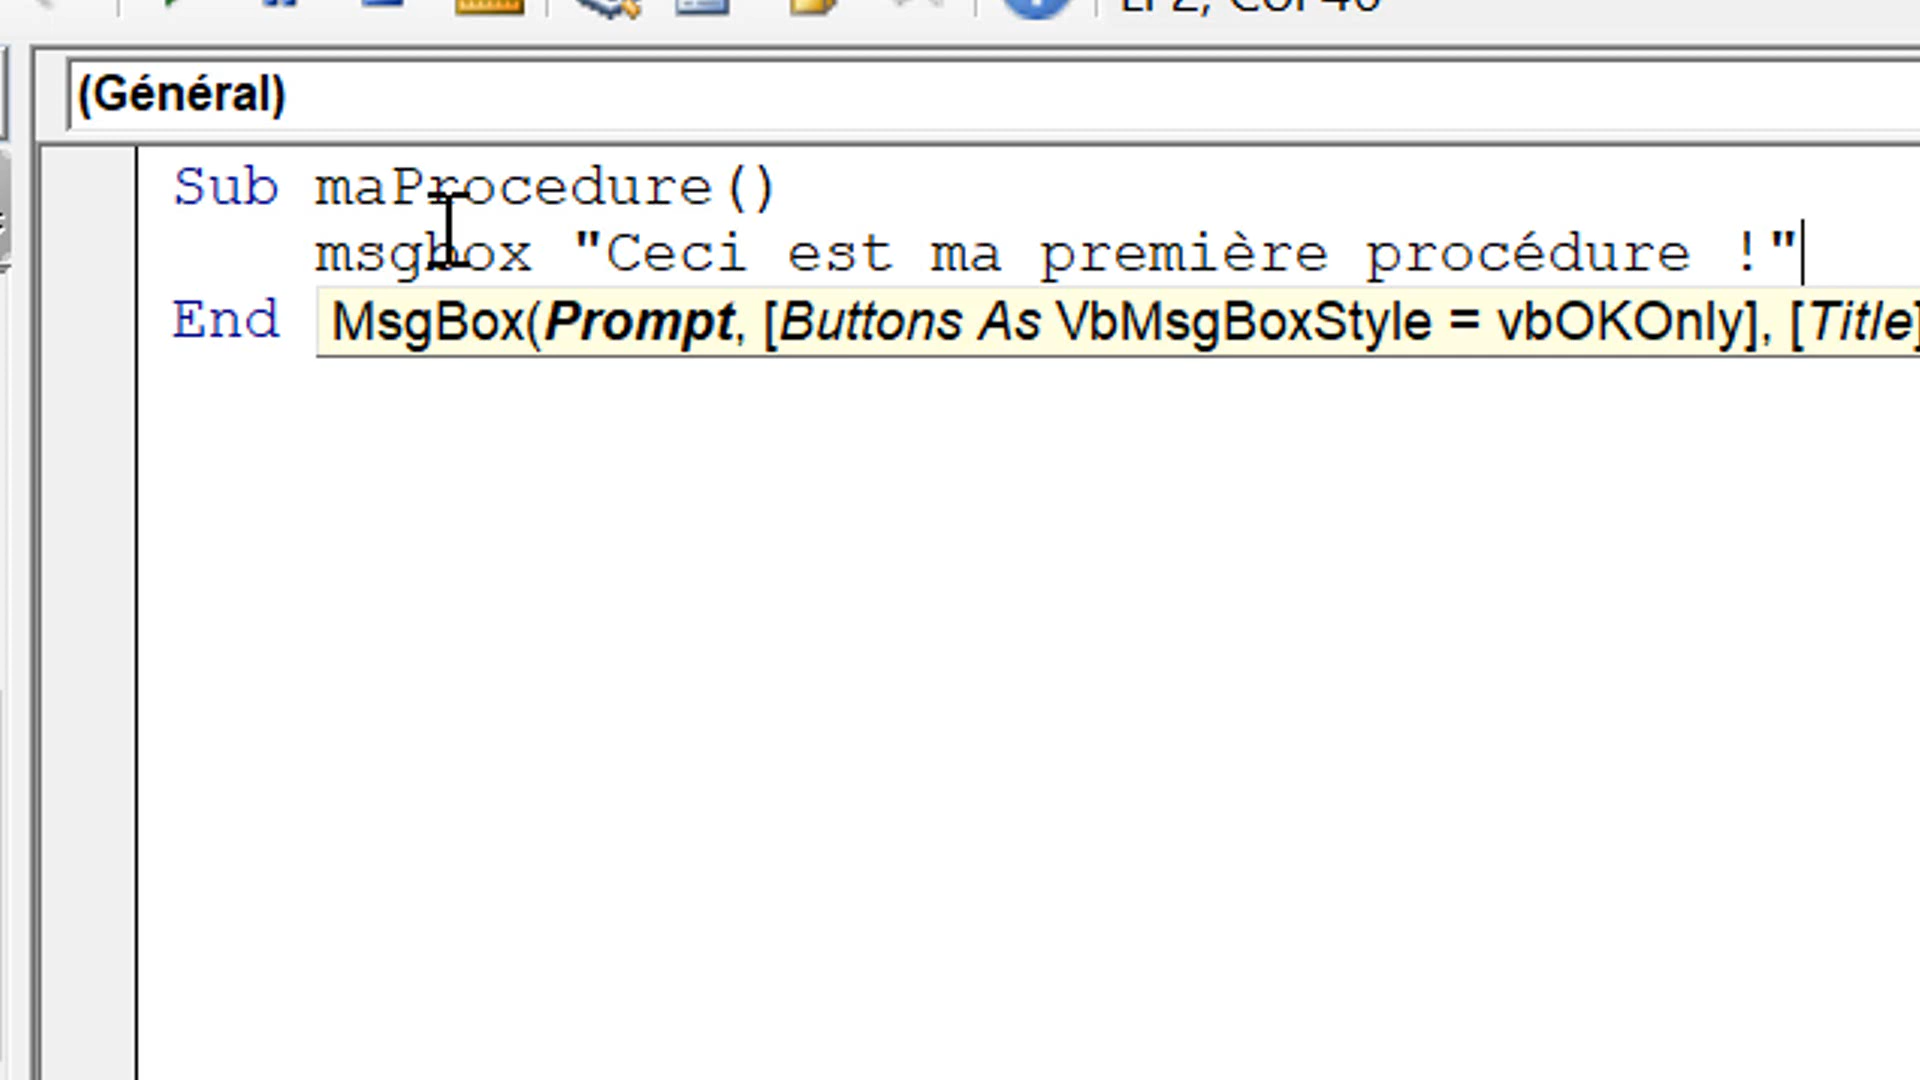 (Général)
Sub maProcedure()
msgbox "Ceci est ma première procédure !"
End
MsgBox(Prompt, [Buttons As VbMsgBoxStyle = vbOKOnly], [Title]